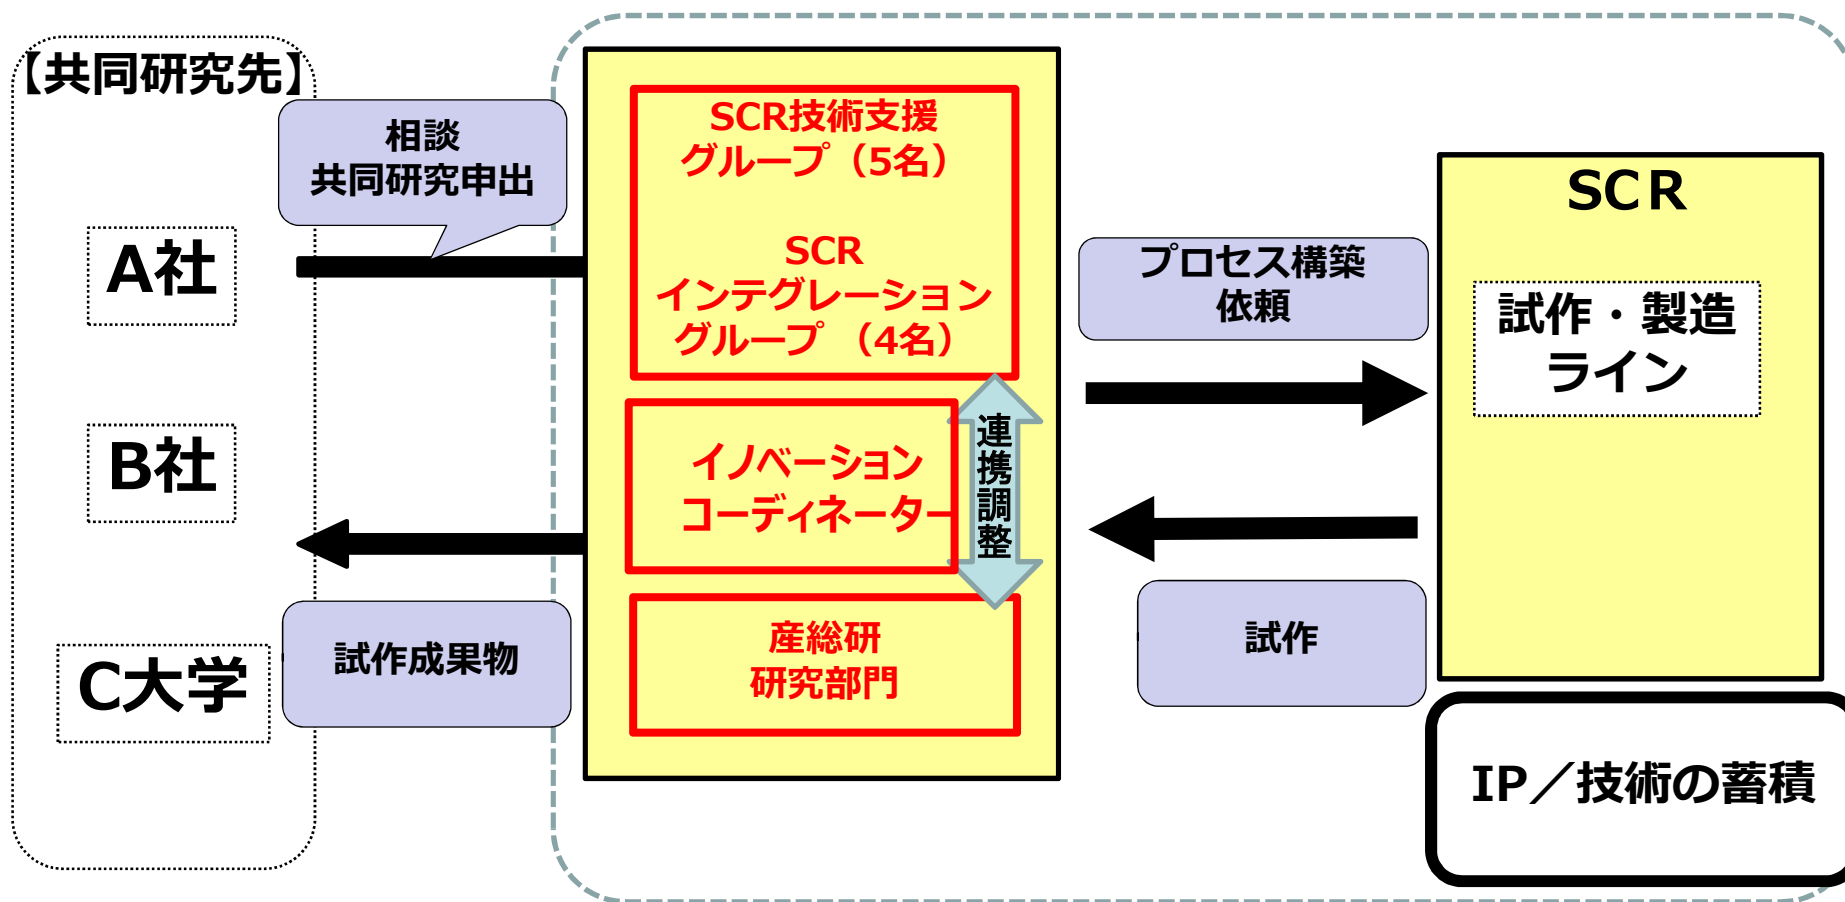 【共同研究先】
A社
B社
C大学
相談
共同研究申出
試作成果物
SCR技術支援
グループ（5名）
SCR
インテグレーション
グループ （4名）
イノベーション
コーディネーター
連携調整
産総研
研究部門
プロセス構築
依頼
試作
SCR
試作・製造
ライン
IP／技術の蓄積